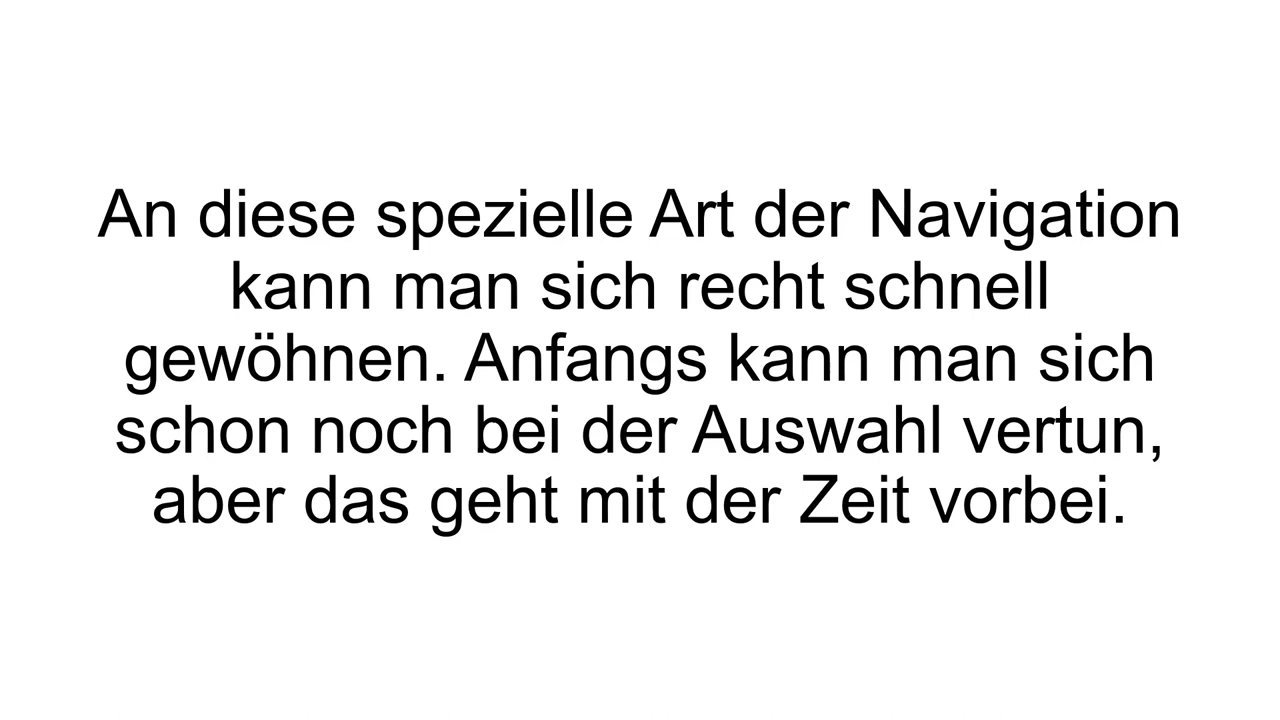 An diese spezielle Art der Navigation
kann man sich recht schnell
gewöhnen. Anfangs kann man sich
schon noch bei der Auswahl vertun,
aber das geht mit der Zeit vorbei.